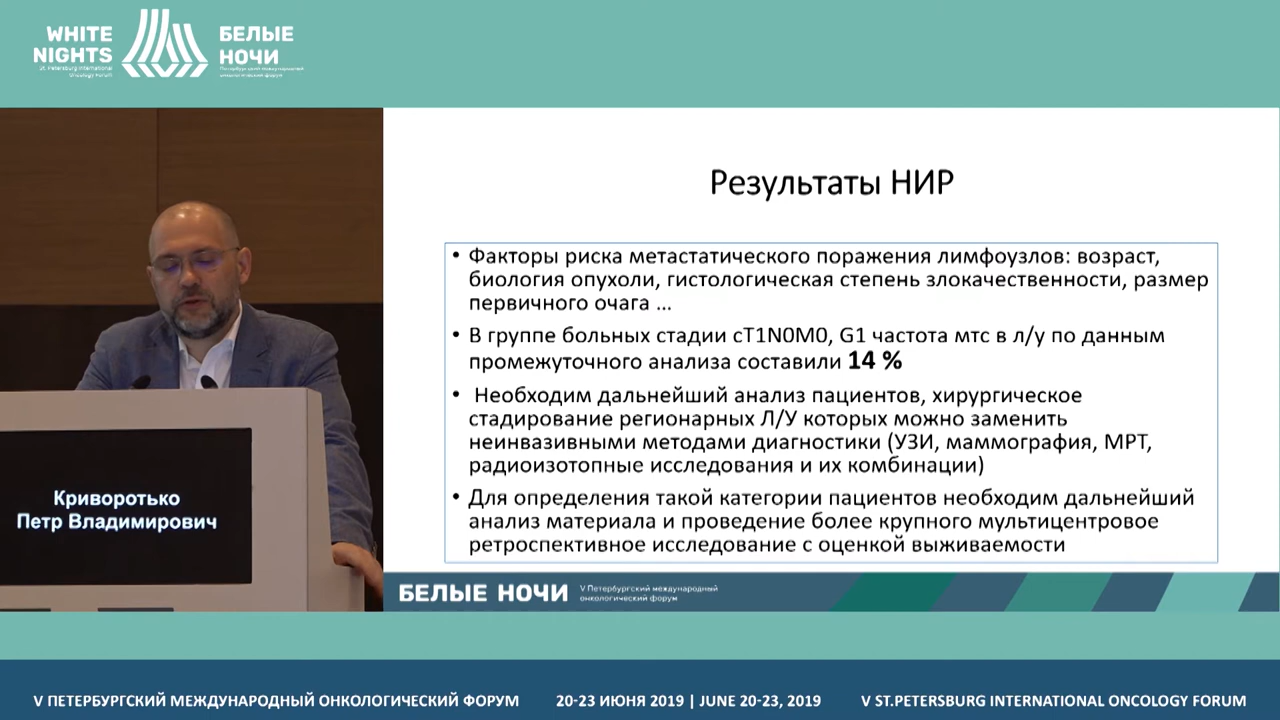 WHITE
NIGHTS
St. Petersburg International
Oncology Forum
БЕЛЫЕ
НОЧИ
Петербургский международный
онкологический форум
Результаты НИР
• Факторы риска метастатического поражения лимфоузлов: возраст,
биология опухоли, гистологическая степень злокачественности, размер
первичного очага ...
• В группе больных стадии cT1N0M0, G1 частота мтс в л/у по данным
промежуточного анализа составили 14 %
• Необходим дальнейший анализ пациентов, хирургическое
стадирование регионарных Л/У которых можно заменить
неинвазивными методами диагностики (УЗИ, маммография, МРТ,
радиоизотопные исследования и их комбинации)
• Для определения такой категории пациентов необходим дальнейший
анализ материала и проведение более крупного мультицентровое
ретроспективное исследование с оценкой выживаемости
Криворотько
Петр Владимирович
БЕЛЫЕ НОЧИ
V Петербургский международный
онкологический форум
V ПЕТЕРБУРГСКИЙ МЕЖДУНАРОДНЫЙ ОНКОЛОГИЧЕСКИЙ ФОРУМ
20-23 ИЮНЯ 2019 | JUNE 20-23, 2019
V ST.PETERSBURG INTERNATIONAL ONCOLOGY FORUM